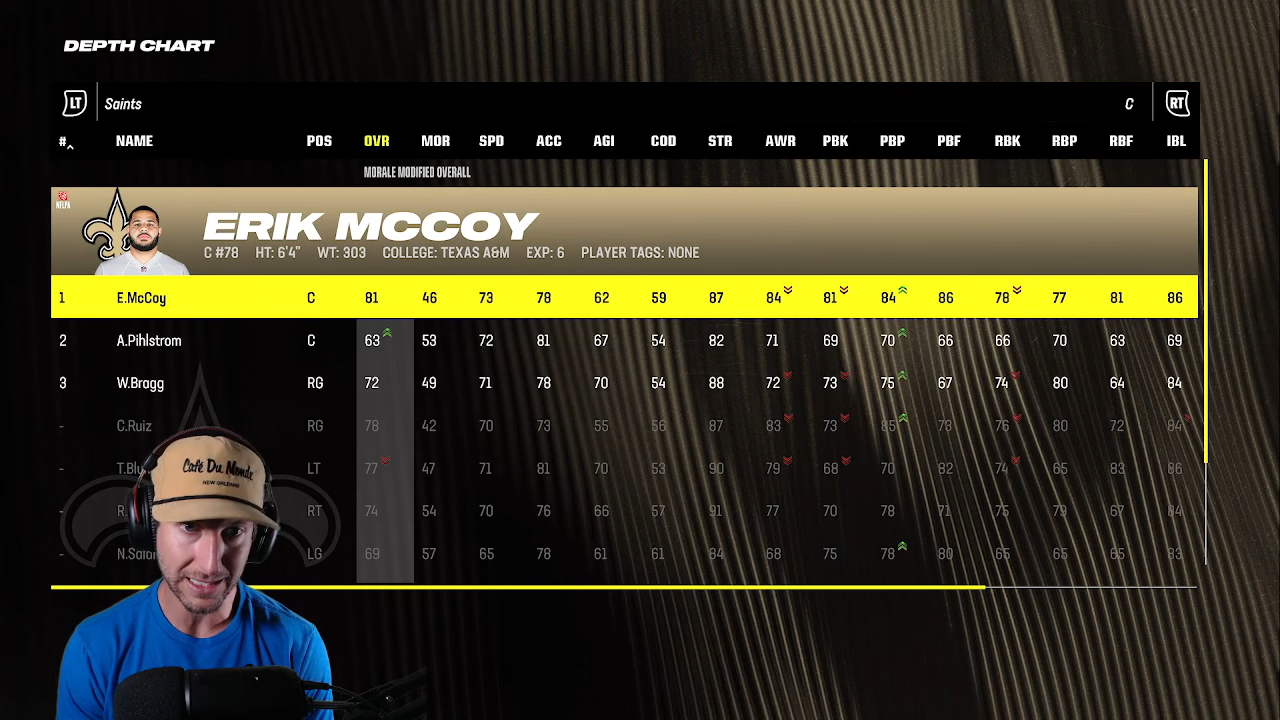 DEPTH CHART
LT Saints C RT
# NAME POS OVR MOR SPD ACC AGI COD STR AWR PBK PBP PBF RBK RBP RBF IBL
MORALE MODIFIED OVERALL
NFLPA
ERIK MCCOY
C #78 HT: 6'4" WT: 303 COLLEGE: TEXAS A&M EXP: 6 PLAYER TAGS: NONE
1 E.McCoy C 81 46 73 78 62 59 87 84 81 84 86 78 77 81 86
2 A.Pihlstrom C 63 53 72 81 67 54 82 71 69 70 66 66 70 63 69
3 W.Bragg RG 72 49 71 78 70 54 88 72 73 75 67 74 80 64 84
- C.Ruiz RG 78 42 70 73 55 56 87 83 73 85 73 76 80 72 84
- LT 77 47 71 81 70 53 90 79 68 70 82 74 65 83 86
- RT 74 54 70 76 66 57 91 77 70 78 71 75 79 67 84
- LG 69 57 65 78 61 61 84 68 75 78 80 65 65 65 83
Café Du Monde
NEW ORLEANS